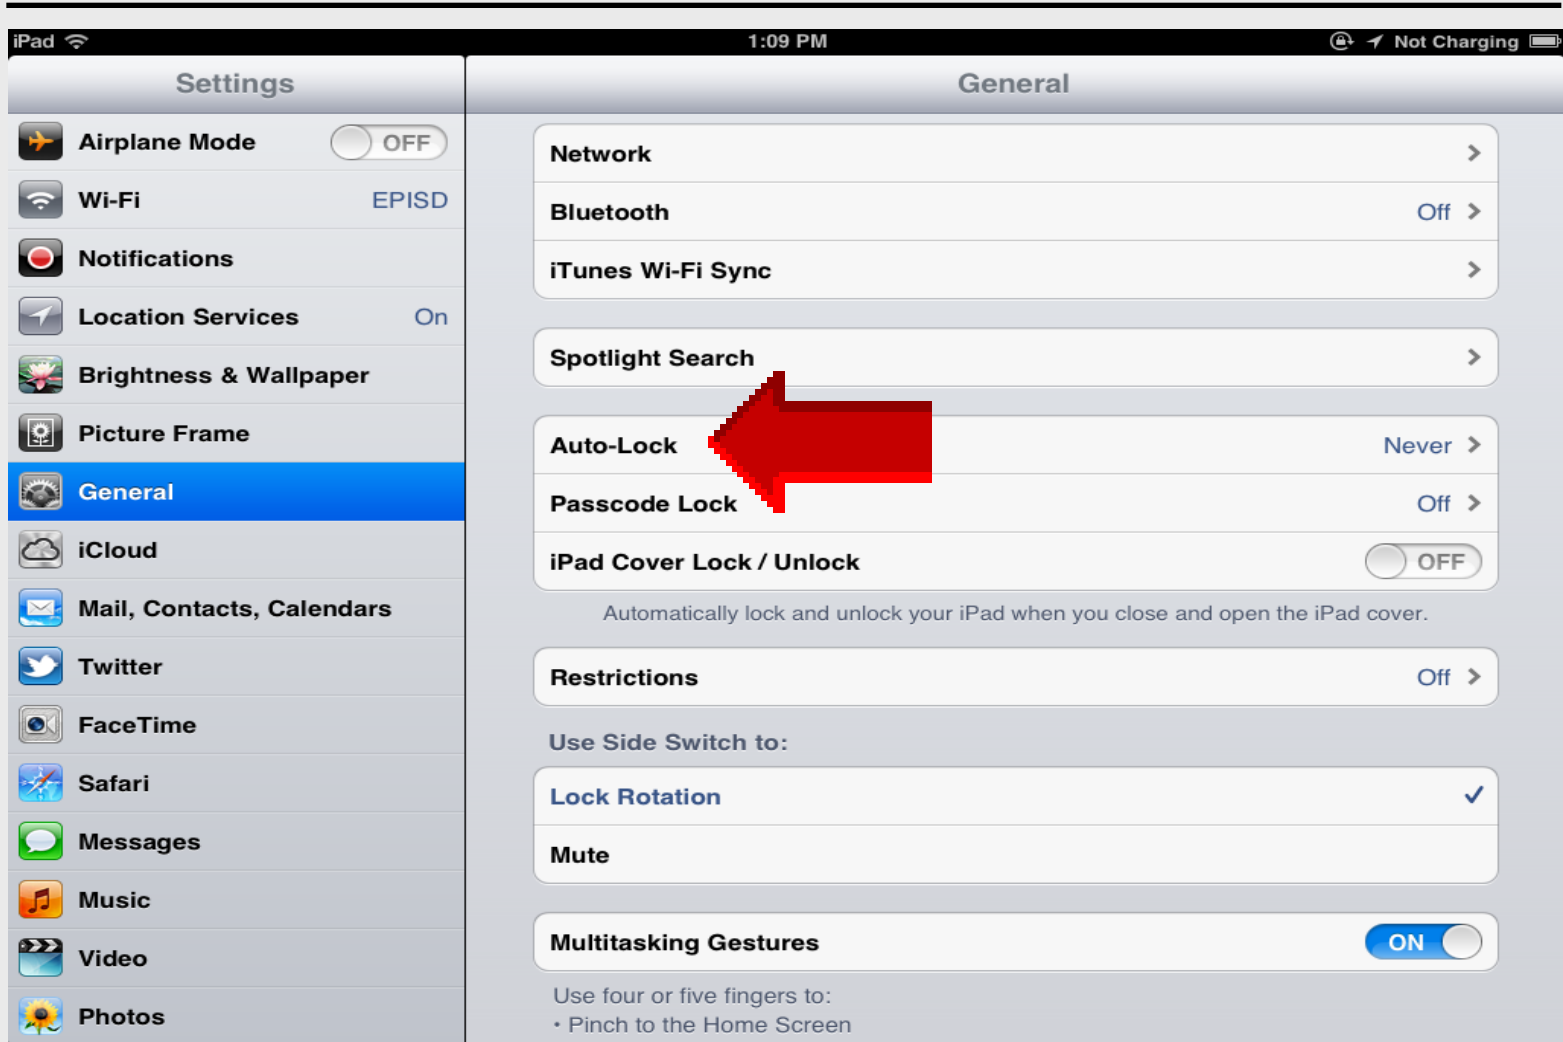 iPad 1:09 PM Not Charging
Settings
Airplane Mode OFF
Wi-Fi EPISD
Notifications
Location Services On
Brightness & Wallpaper
Picture Frame
General
iCloud
Mail, Contacts, Calendars
Twitter
FaceTime
Safari
Messages
Music
Video
Photos
General
Network
Bluetooth Off
iTunes Wi-Fi Sync
Spotlight Search
Auto-Lock Never
Passcode Lock Off
iPad Cover Lock / Unlock OFF
Automatically lock and unlock your iPad when you close and open the iPad cover.
Restrictions Off
Use Side Switch to:
Lock Rotation
Mute
Multitasking Gestures ON
Use four or five fingers to:
• Pinch to the Home Screen